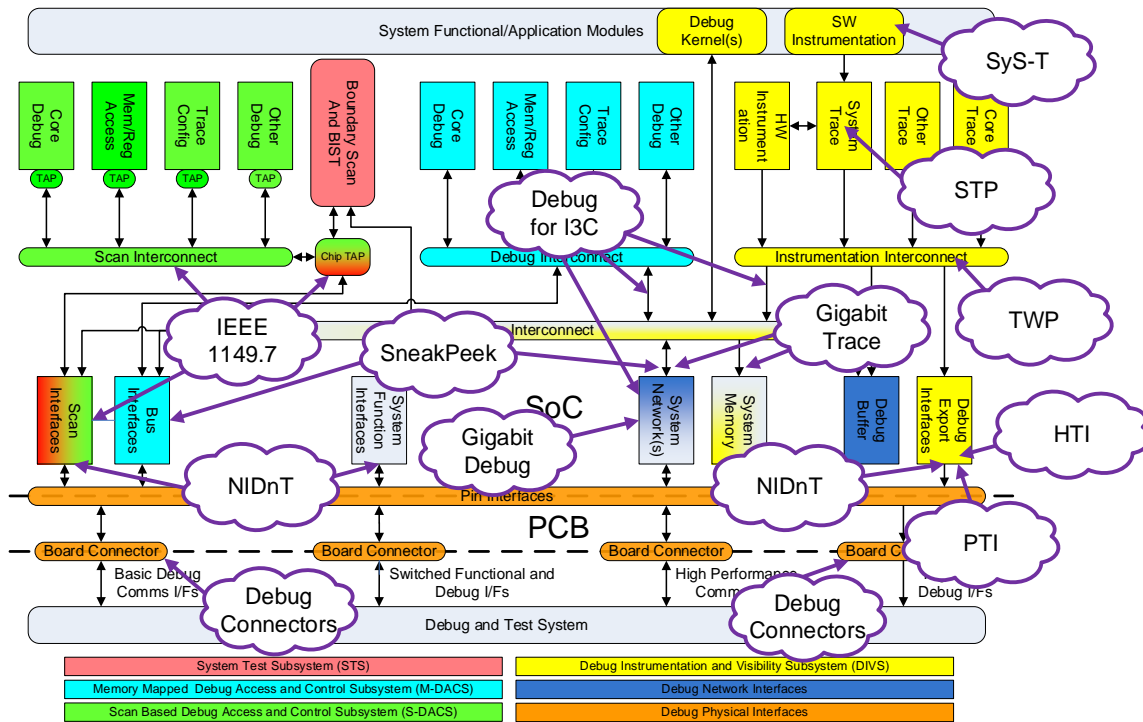 System Functional/Application Modules
Debug
Kernel(s)
SW
Instrumentation
SyS-T
Core
Debug
Mem/Reg
Access
Trace
Config
Other
Debug
Boundary Scan
And BIST
Core
Debug
Mem/Reg
Access
Trace
Config
Other
Debug
HW
Instrument
ation
System
Trace
Other
Trace
Core
Trace
TAP
TAP
TAP
TAP
Debug
for I3C
STP
Scan Interconnect
Chip TAP
Debug Interconnect
Instrumentation Interconnect
IEEE
1149.7
SneakPeek
Interconnect
Gigabit
Trace
TWP
Scan
Interfaces
Bus
Interfaces
System
Function
Interfaces
SoC
System
Network(s)
System
Memory
Debug
Buffer
Debug
Export
Interfaces
HTI
Gigabit
Debug
NIDnT
NIDnT
Pin Interfaces
PCB
PTI
Board Connector
Board Connector
Board Connector
Board C
Basic Debug
Comms I/Fs
Switched Functional and
Debug I/Fs
High Performance
Comm
Debug I/Fs
Debug
Connectors
Debug
Connectors
Debug and Test System
System Test Subsystem (STS)
Debug Instrumentation and Visibility Subsystem (DIVS)
Memory Mapped Debug Access and Control Subsystem (M-DACS)
Debug Network Interfaces
Scan Based Debug Access and Control Subsystem (S-DACS)
Debug Physical Interfaces